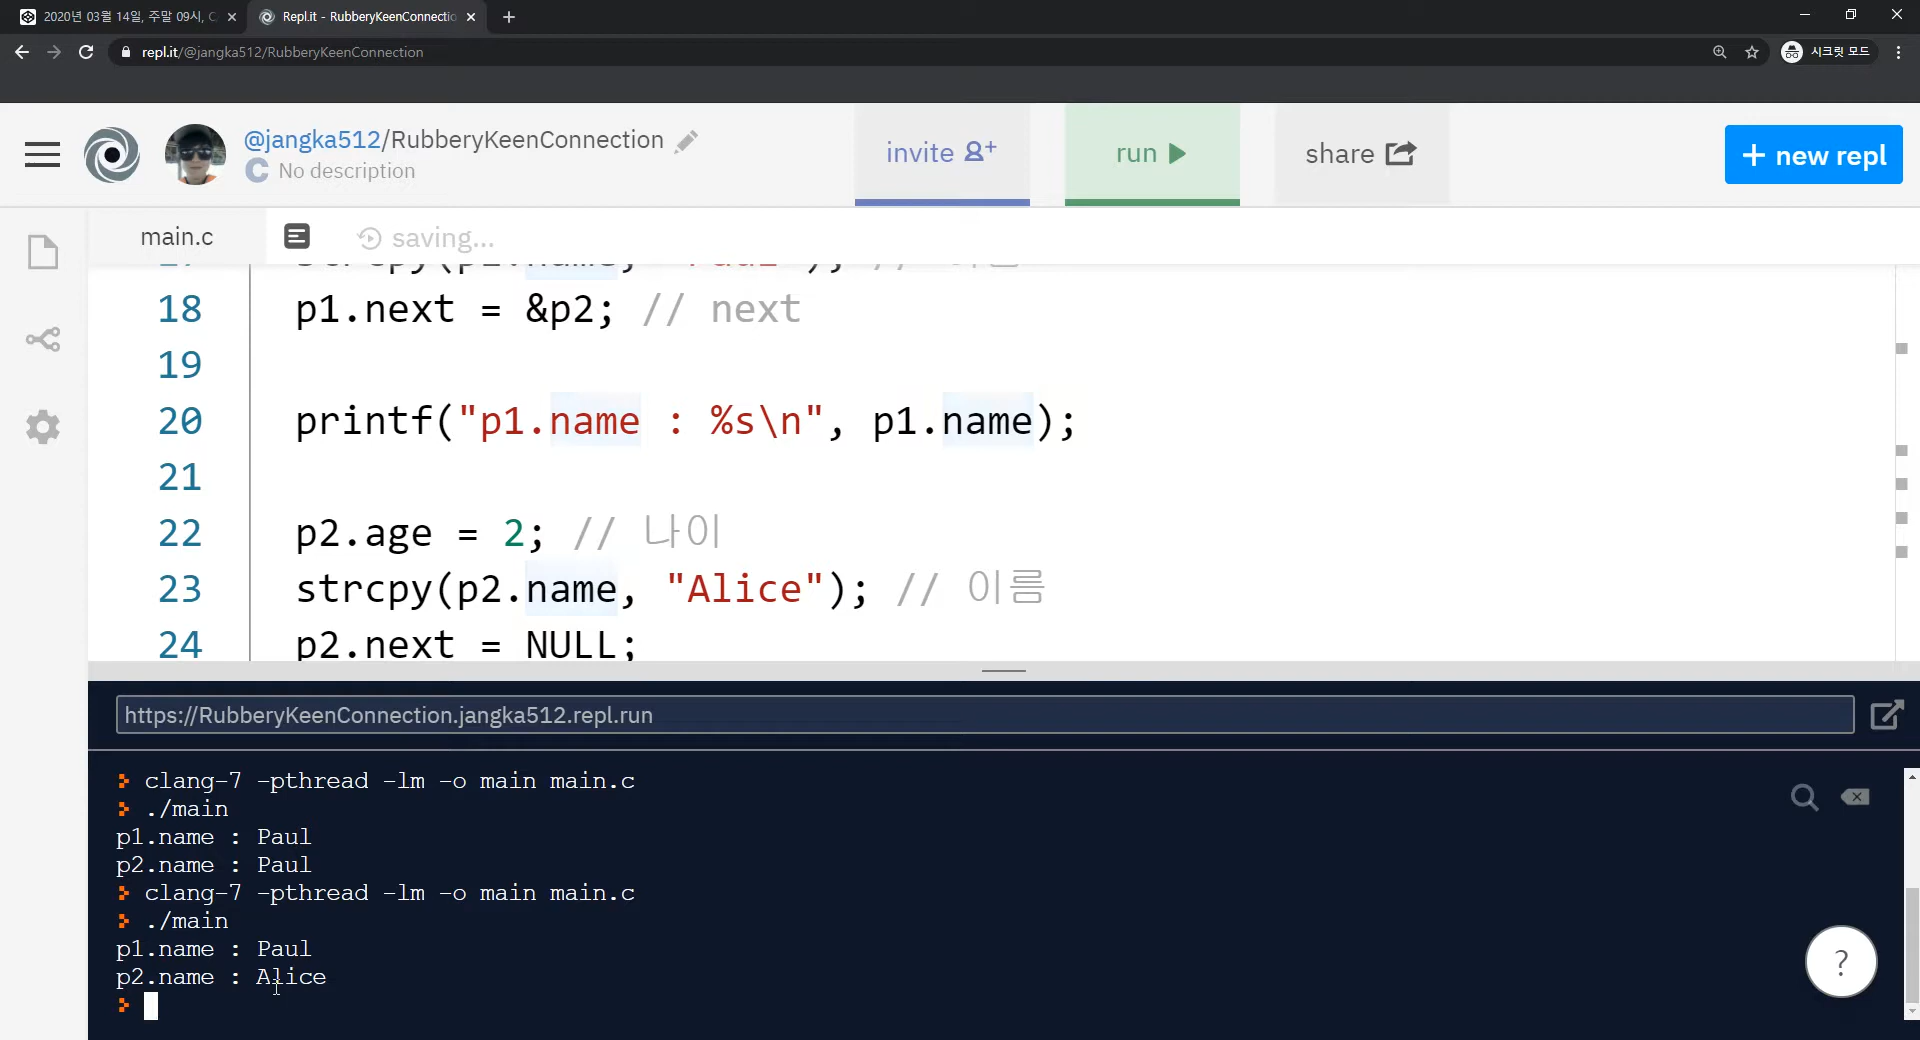 2020년 03월 14일, 주말 09시, C
Repl.it - RubberyKeenConnectio
repl.it/@jangka512/RubberyKeenConnection
시크릿 모드
@jangka512/RubberyKeenConnection
No description
invite
run
share
+ new repl
main.c
saving...
18 p1.next = &p2; // next
19
20 printf("p1.name : %s\n", p1.name);
21
22 p2.age = 2; // 나이
23 strcpy(p2.name, "Alice"); // 이름
24 p2.next = NULL;
https://RubberyKeenConnection.jangka512.repl.run
clang-7 -pthread -lm -o main main.c
./main
p1.name : Paul
p2.name : Paul
clang-7 -pthread -lm -o main main.c
./main
p1.name : Paul
p2.name : Alice
?